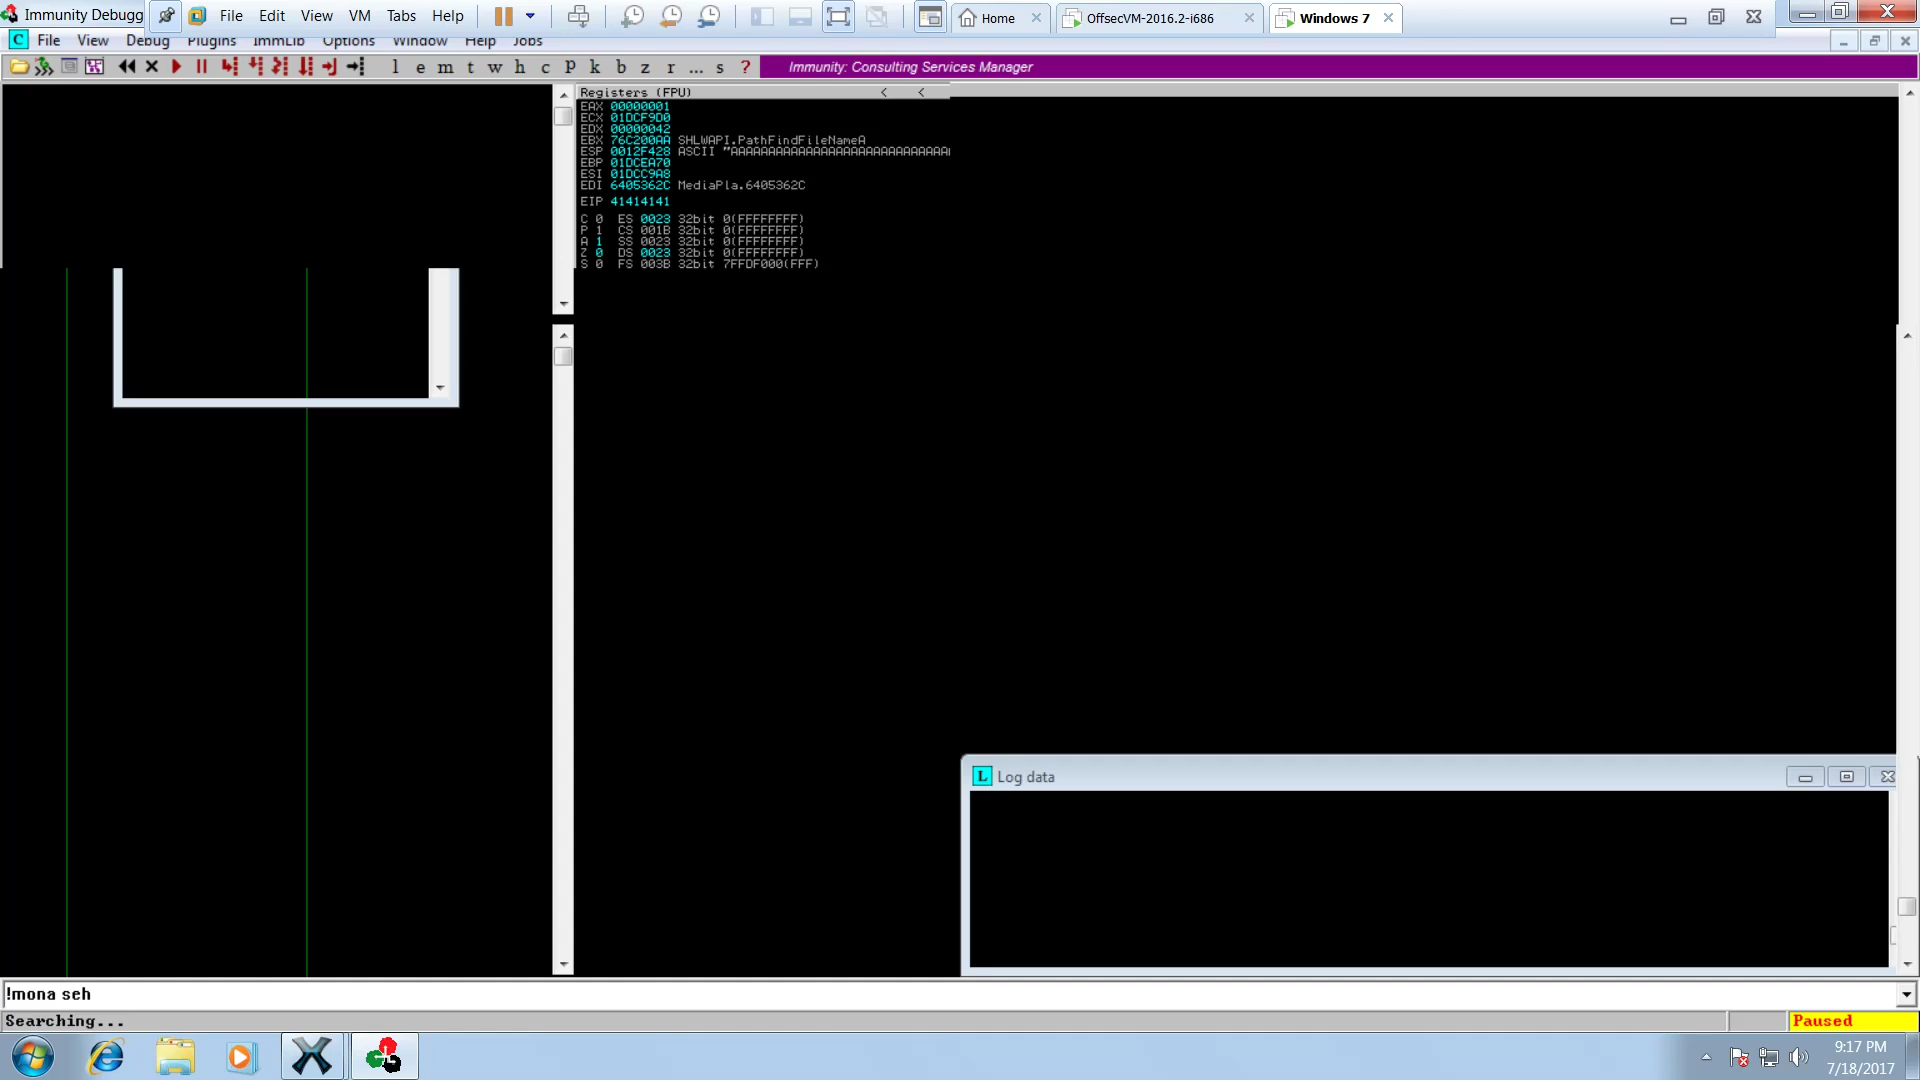 Immunity Debugg File Edit View VM Tabs Help Home OffsecVM-2016.2-i686 Windows 7
C File View Debug Plugins ImmLib Options Window Help Jobs
l e m t w h c p k b z r ... s ? Immunity: Consulting Services Manager
Registers (FPU) < <
EAX 00000001
ECX 01DCF9D0
EDX 00000042
EBX 76C200AA SHLWAPI.PathFindFileNameA
ESP 0012F428 ASCII "AAAAAAAAAAAAAAAAAAAAAAAAAAAAA
EBP 01DCEA70
ESI 01DCC9A8
EDI 6405362C MediaPla.6405362C
EIP 41414141
C 0 ES 0023 32bit 0(FFFFFFFF)
P 1 CS 001B 32bit 0(FFFFFFFF)
A 1 SS 0023 32bit 0(FFFFFFFF)
Z 0 DS 0023 32bit 0(FFFFFFFF)
S 0 FS 003B 32bit 7FFDF000(FFF)
L Log data
!mona seh
Searching...
Paused
9:17 PM
7/18/2017